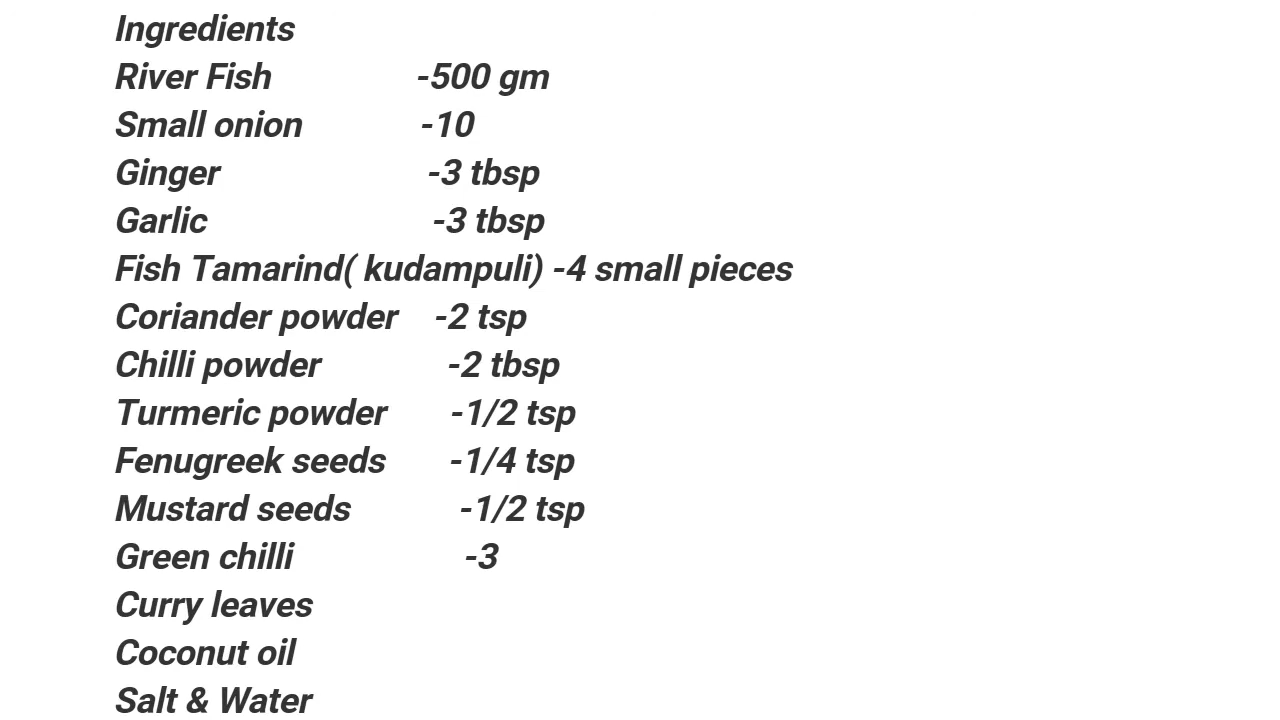 Ingredients
River Fish -500 gm
Small onion -10
Ginger -3 tbsp
Garlic -3 tbsp
Fish Tamarind( kudampuli) -4 small pieces
Coriander powder -2 tsp
Chilli powder -2 tbsp
Turmeric powder -1/2 tsp
Fenugreek seeds -1/4 tsp
Mustard seeds -1/2 tsp
Green chilli -3
Curry leaves
Coconut oil
Salt & Water